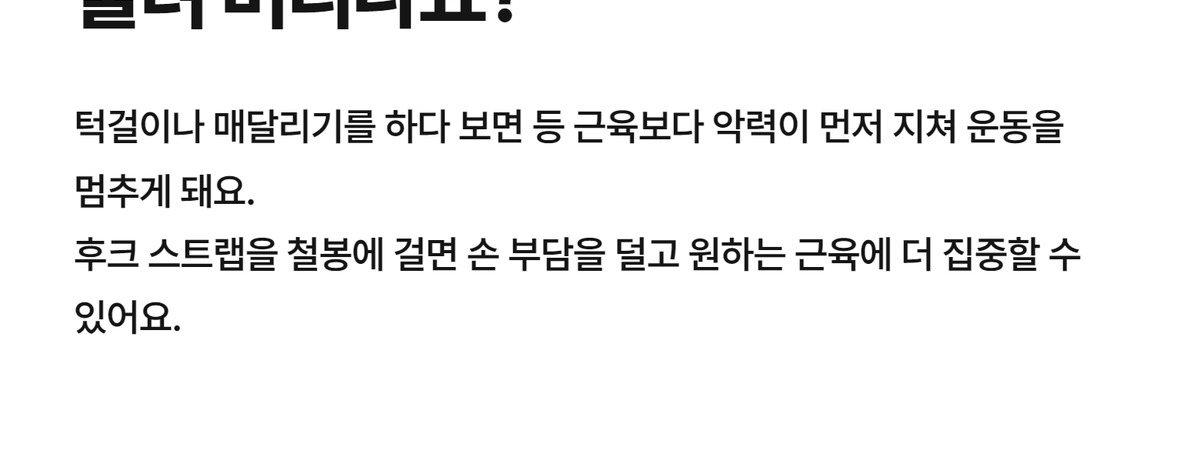 턱걸이나 매달리기를 하다 보면 등 근육보다 악력이 먼저 지쳐 운동을
멈추게 돼요.
후크 스트랩을 철봉에 걸면 손 부담을 덜고 원하는 근육에 더 집중할 수
있어요.